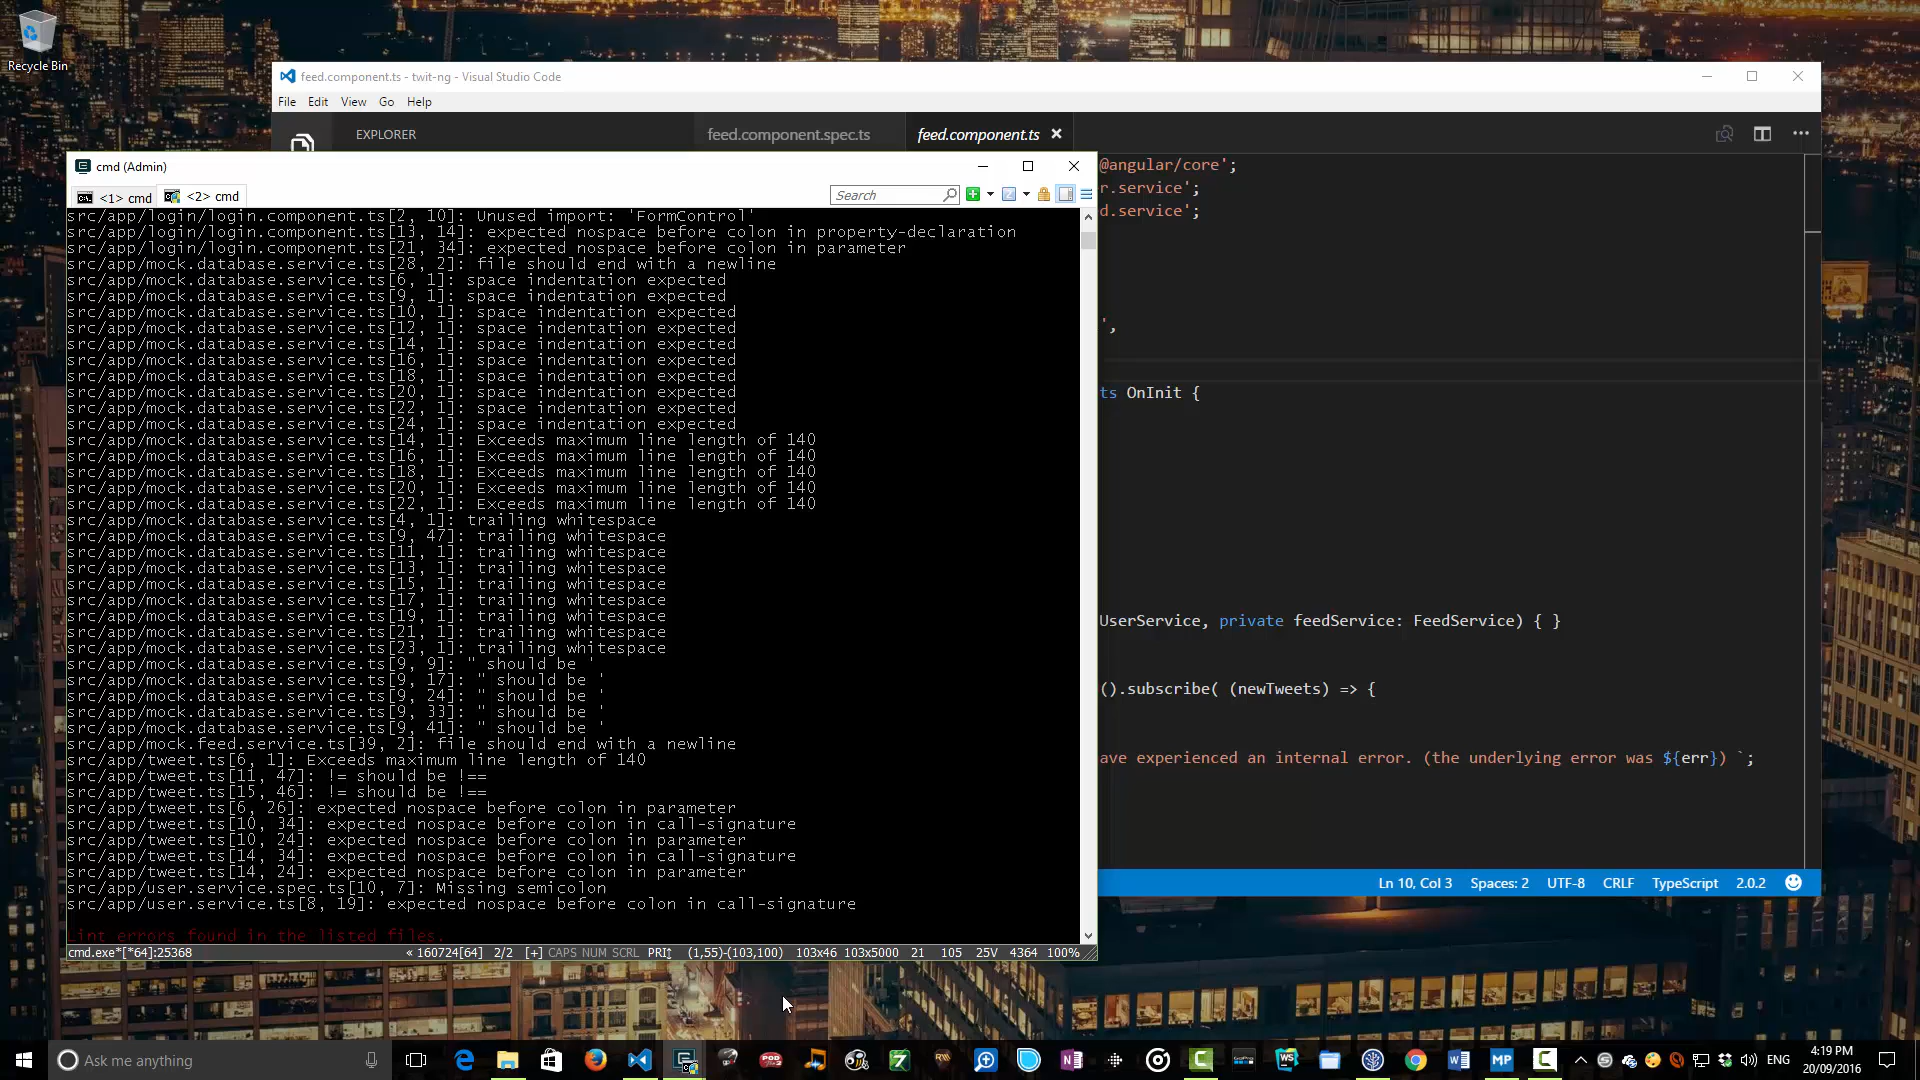 Recycle Bin
feed.component.ts - twit-ng - Visual Studio Code
File Edit View Go Help
EXPLORER
feed.component.spec.ts
feed.component.ts
@angular/core';
r.service';
d.service';
',
ts OnInit {
UserService, private feedService: FeedService) { }
().subscribe( (newTweets) => {
ave experienced an internal error. (the underlying error was ${err}) `;
Ln 10, Col 3 Spaces: 2 UTF-8 CRLF TypeScript 2.0.2
cmd (Admin)
<1> cmd
<2> cmd
Search
src/app/login/login.component.ts[2, 10]: Unused import: 'FormControl'
src/app/login/login.component.ts[13, 14]: expected nospace before colon in property-declaration
src/app/login/login.component.ts[21, 34]: expected nospace before colon in parameter
src/app/mock.database.service.ts[28, 2]: file should end with a newline
src/app/mock.database.service.ts[6, 1]: space indentation expected
src/app/mock.database.service.ts[9, 1]: space indentation expected
src/app/mock.database.service.ts[10, 1]: space indentation expected
src/app/mock.database.service.ts[12, 1]: space indentation expected
src/app/mock.database.service.ts[14, 1]: space indentation expected
src/app/mock.database.service.ts[16, 1]: space indentation expected
src/app/mock.database.service.ts[18, 1]: space indentation expected
src/app/mock.database.service.ts[20, 1]: space indentation expected
src/app/mock.database.service.ts[22, 1]: space indentation expected
src/app/mock.database.service.ts[24, 1]: space indentation expected
src/app/mock.database.service.ts[14, 1]: Exceeds maximum line length of 140
src/app/mock.database.service.ts[16, 1]: Exceeds maximum line length of 140
src/app/mock.database.service.ts[18, 1]: Exceeds maximum line length of 140
src/app/mock.database.service.ts[20, 1]: Exceeds maximum line length of 140
src/app/mock.database.service.ts[22, 1]: Exceeds maximum line length of 140
src/app/mock.database.service.ts[4, 1]: trailing whitespace
src/app/mock.database.service.ts[9, 47]: trailing whitespace
src/app/mock.database.service.ts[11, 1]: trailing whitespace
src/app/mock.database.service.ts[13, 1]: trailing whitespace
src/app/mock.database.service.ts[15, 1]: trailing whitespace
src/app/mock.database.service.ts[17, 1]: trailing whitespace
src/app/mock.database.service.ts[19, 1]: trailing whitespace
src/app/mock.database.service.ts[21, 1]: trailing whitespace
src/app/mock.database.service.ts[23, 1]: trailing whitespace
src/app/mock.database.service.ts[9, 9]: " should be '
src/app/mock.database.service.ts[9, 17]: " should be '
src/app/mock.database.service.ts[9, 24]: " should be '
src/app/mock.database.service.ts[9, 33]: " should be '
src/app/mock.database.service.ts[9, 41]: " should be '
src/app/mock.feed.service.ts[39, 2]: file should end with a newline
src/app/tweet.ts[6, 1]: Exceeds maximum line length of 140
src/app/tweet.ts[11, 47]: != should be !==
src/app/tweet.ts[15, 46]: != should be !==
src/app/tweet.ts[6, 26]: expected nospace before colon in parameter
src/app/tweet.ts[10, 34]: expected nospace before colon in call-signature
src/app/tweet.ts[10, 24]: expected nospace before colon in parameter
src/app/tweet.ts[14, 34]: expected nospace before colon in call-signature
src/app/tweet.ts[14, 24]: expected nospace before colon in parameter
src/app/user.service.spec.ts[10, 7]: Missing semicolon
src/app/user.service.ts[8, 19]: expected nospace before colon in call-signature
Lint errors found in the listed files.
cmd.exe*[*64]:25368 « 160724[64] 2/2 [+] CAPS NUM SCRL PRI↕ (1,55)-(103,100) 103x46 103x5000 21 105 25V 4364 100%
Ask me anything
ENG
4:19 PM
20/09/2016